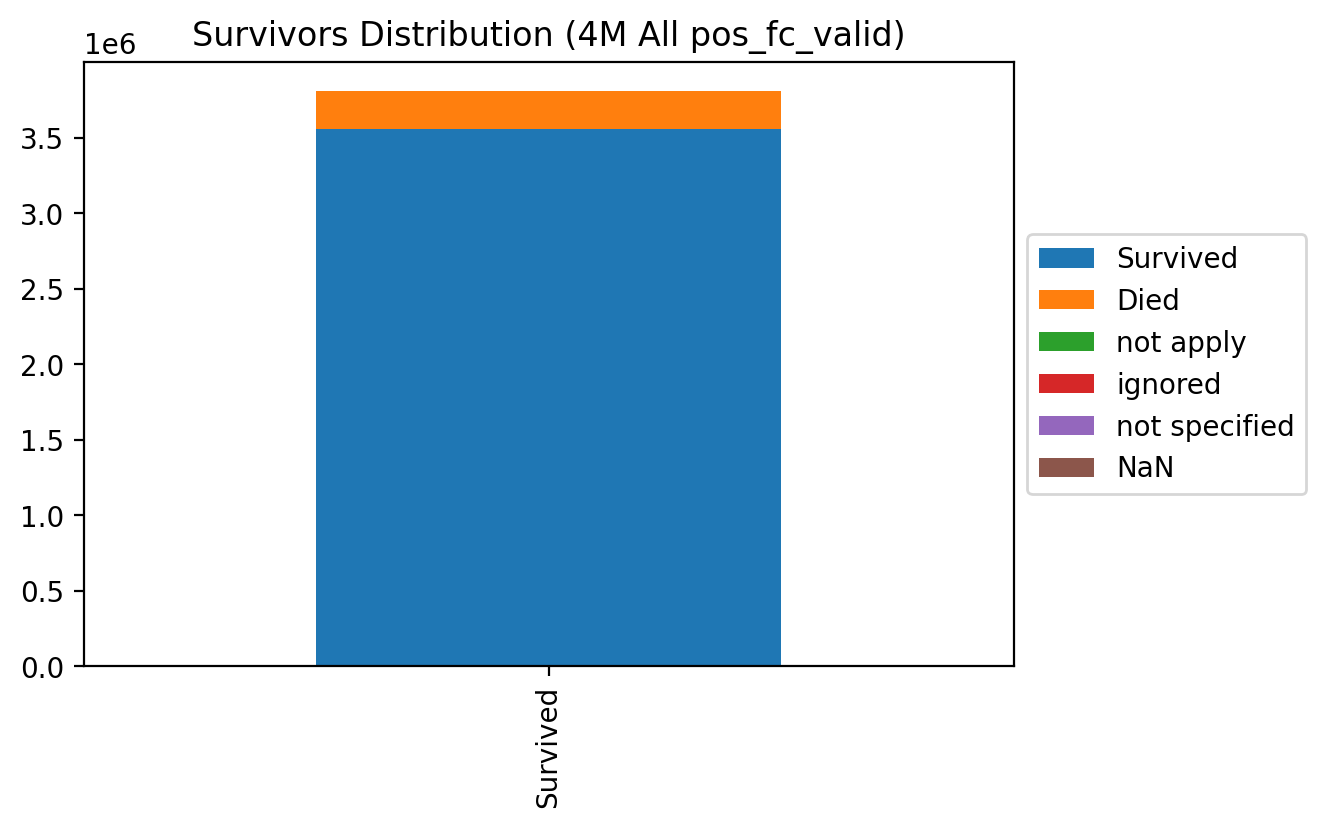 Survivors Distribution (4M All pos_fc_valid)
1e6
3.5
3.0
2.5
2.0
1.5
1.0
0.5
0.0
Survived
Survived
Died
not apply
ignored
not specified
NaN